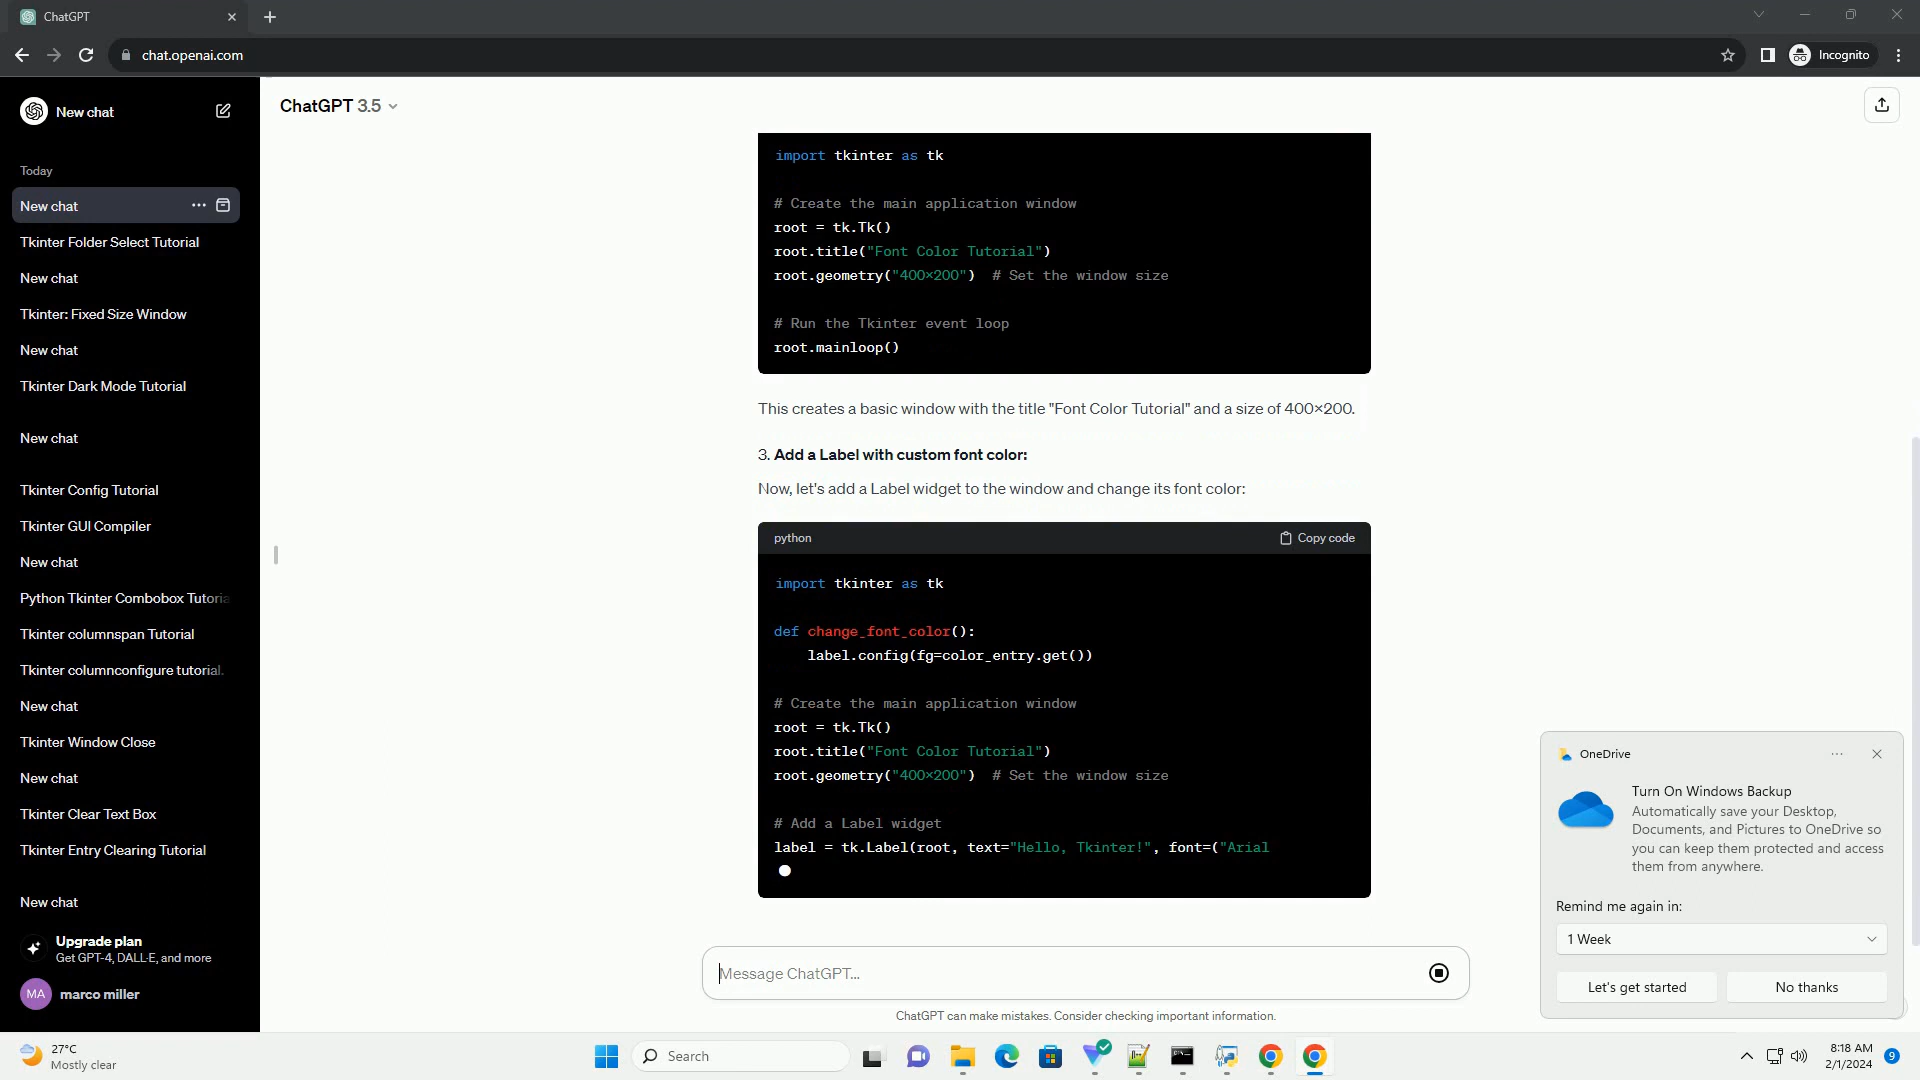 ChatGPT
chat.openai.com
Incognito
New chat
Today
New chat
Tkinter Folder Select Tutorial
New chat
Tkinter: Fixed Size Window
New chat
Tkinter Dark Mode Tutorial
New chat
Tkinter Config Tutorial
Tkinter GUI Compiler
New chat
Python Tkinter Combobox Tutoria
Tkinter columnspan Tutorial
Tkinter columnconfigure tutorial.
New chat
Tkinter Window Close
New chat
Tkinter Clear Text Box
Tkinter Entry Clearing Tutorial
New chat
Upgrade plan
Get GPT-4, DALL·E, and more
MA marco miller
ChatGPT 3.5
import tkinter as tk
# Create the main application window
root = tk.Tk()
root.title("Font Color Tutorial")
root.geometry("400x200")  # Set the window size
# Run the Tkinter event loop
root.mainloop()
This creates a basic window with the title "Font Color Tutorial" and a size of 400×200.
3. Add a Label with custom font color:
Now, let's add a Label widget to the window and change its font color:
python Copy code
import tkinter as tk
def change_font_color():
label.config(fg=color_entry.get())
# Create the main application window
root = tk.Tk()
root.title("Font Color Tutorial")
root.geometry("400x200")  # Set the window size
# Add a Label widget
label = tk.Label(root, text="Hello, Tkinter!", font=("Arial
Message ChatGPT...
ChatGPT can make mistakes. Consider checking important information.
OneDrive
Turn On Windows Backup
Automatically save your Desktop,
Documents, and Pictures to OneDrive so
you can keep them protected and access
them from anywhere.
Remind me again in:
1 Week
Let's get started No thanks
27°C
Mostly clear
Search
8:18 AM
2/1/2024
9